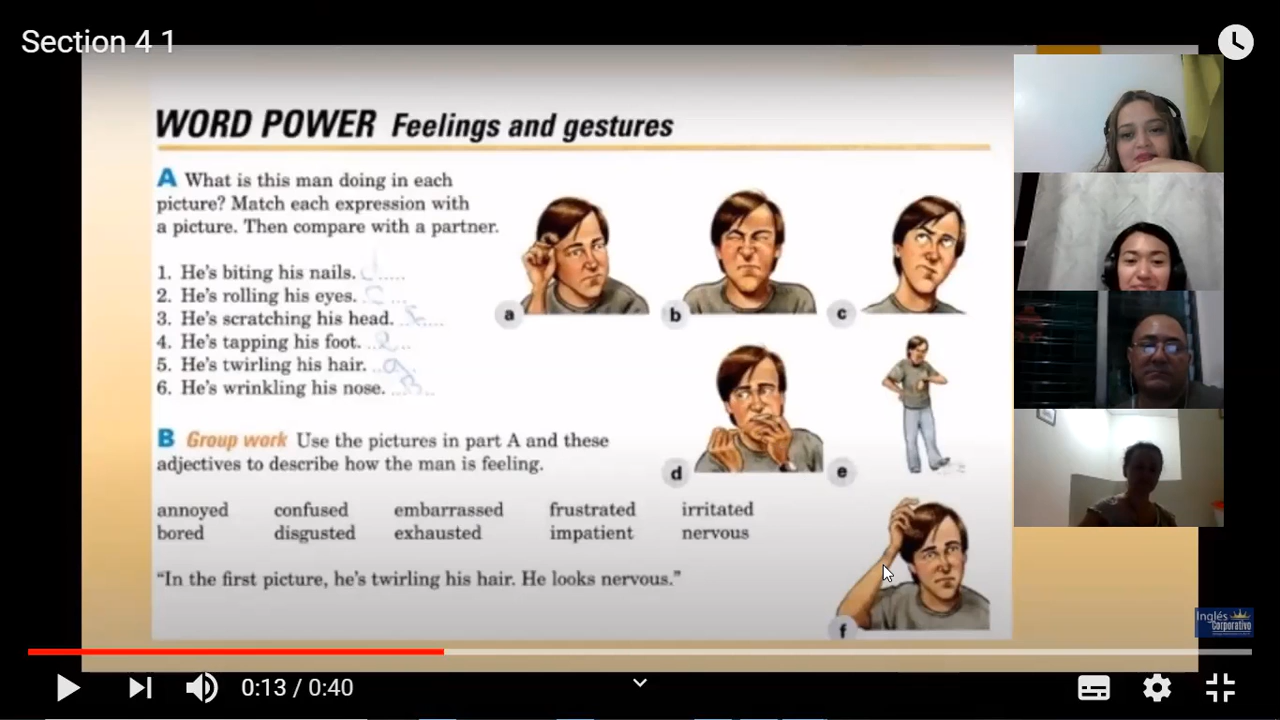 Section 4 1
WORD POWER Feelings and gestures
A What is this man doing in each
picture? Match each expression with
a picture. Then compare with a partner.
1. He's biting his nails. d .....
2. He's rolling his eyes. c ...
3. He's scratching his head. .. f ....
4. He's tapping his foot. .. e ..
5. He's twirling his hair. .. a .
6. He's wrinkling his nose. ... B ..
a
b
c
d
e
f
B Group work Use the pictures in part A and these
adjectives to describe how the man is feeling.
annoyed confused embarrassed frustrated irritated
bored disgusted exhausted impatient nervous
"In the first picture, he's twirling his hair. He looks nervous."
Inglés
Corporativo
0:13 / 0:40